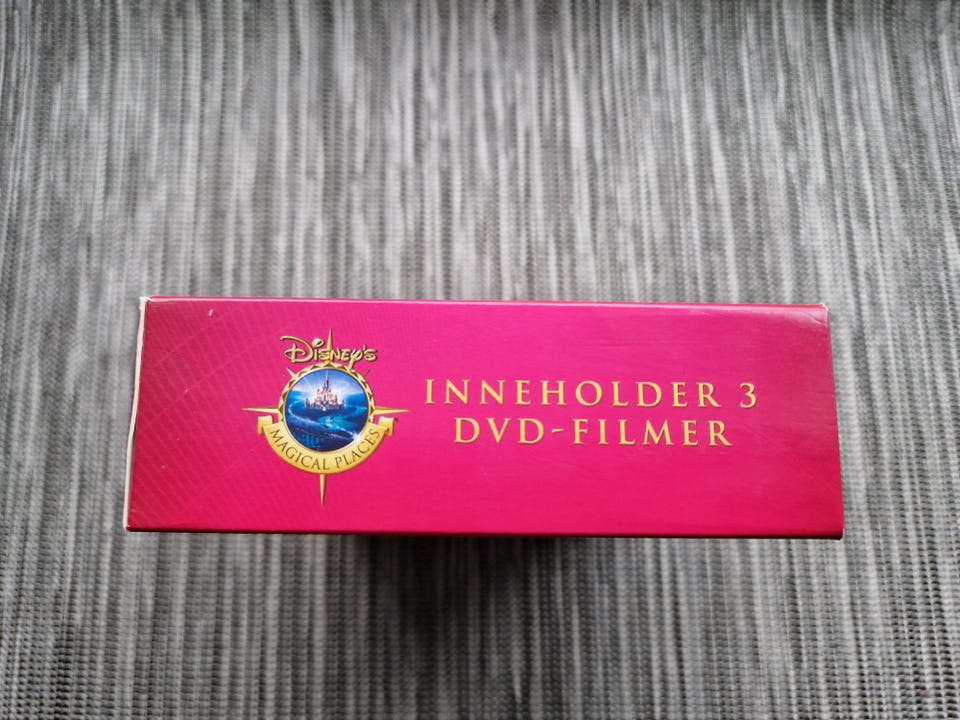 Disney's
MAGICAL PLACES
INNEHOLDER 3
DVD-FILMER